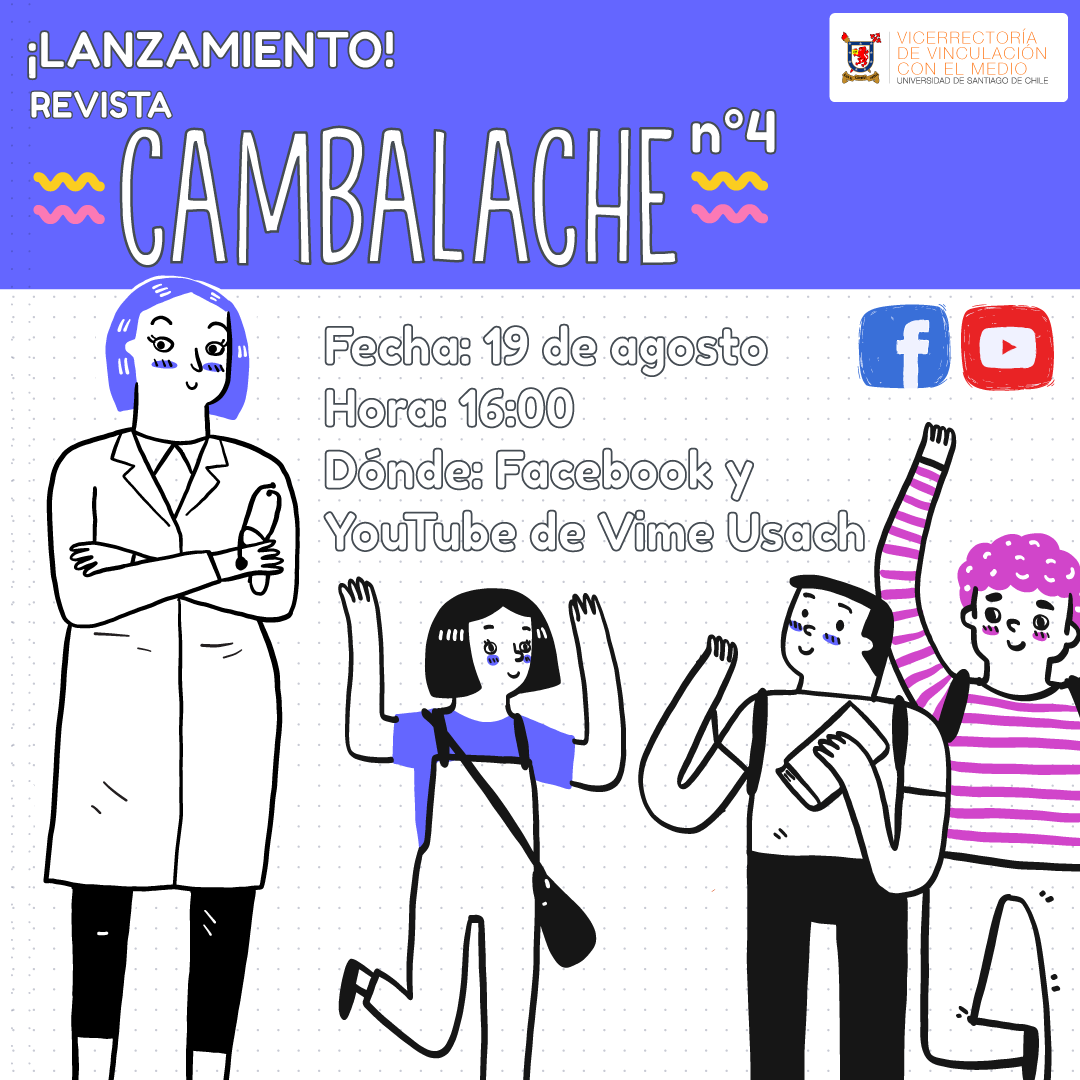 ¡LANZAMIENTO!
REVISTA
CAMBALACHE n°4
VICERRECTORÍA
DE VINCULACIÓN
CON EL MEDIO
UNIVERSIDAD DE SANTIAGO DE CHILE
Fecha: 19 de agosto
Hora: 16:00
Dónde: Facebook y
YouTube de Vime Usach